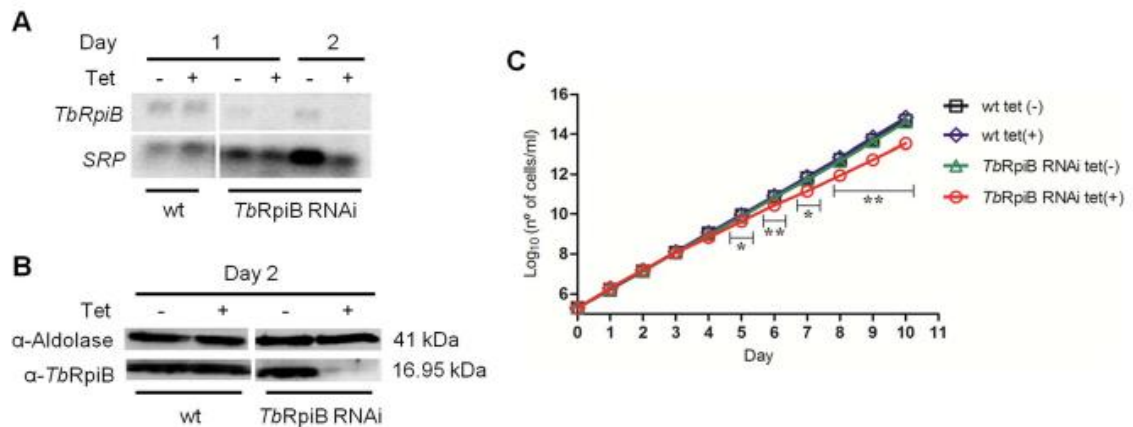 A
Day 1 2
Tet - + - + - +
TbRpiB
SRP
wt TbRpiB RNAi
B
Day 2
Tet - + - +
α-Aldolase 41 kDa
α-TbRpiB 16.95 kDa
wt TbRpiB RNAi
C
Log10 (nº of cells/ml)
16
14
12
10
8
6
* ** * **
0 1 2 3 4 5 6 7 8 9 10 11
Day
wt tet (-)
wt tet(+)
TbRpiB RNAi tet(-)
TbRpiB RNAi tet(+)